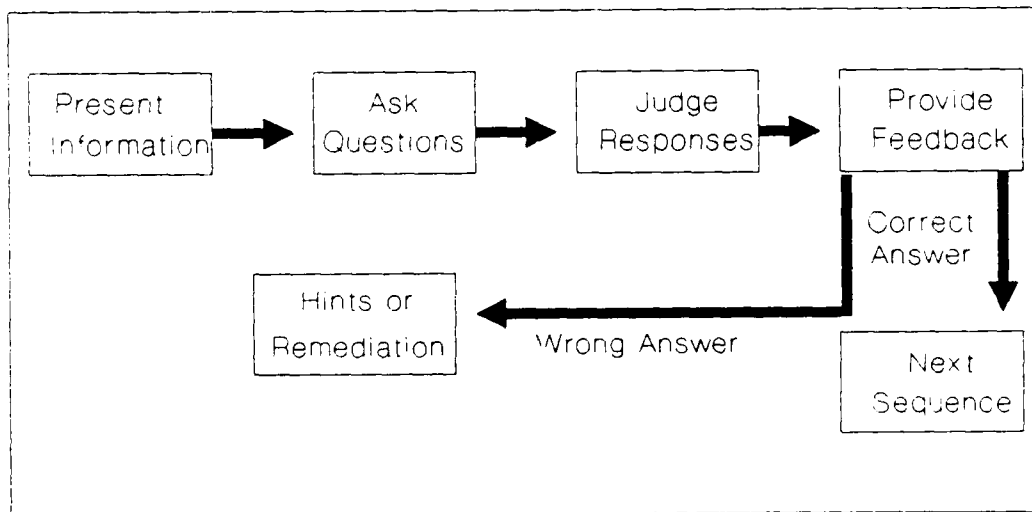 Present
Information
Ask
Questions
Judge
Responses
Provide
Feedback
Correct
Answer
Hints or
Remediation
Wrong Answer
Next
Sequence